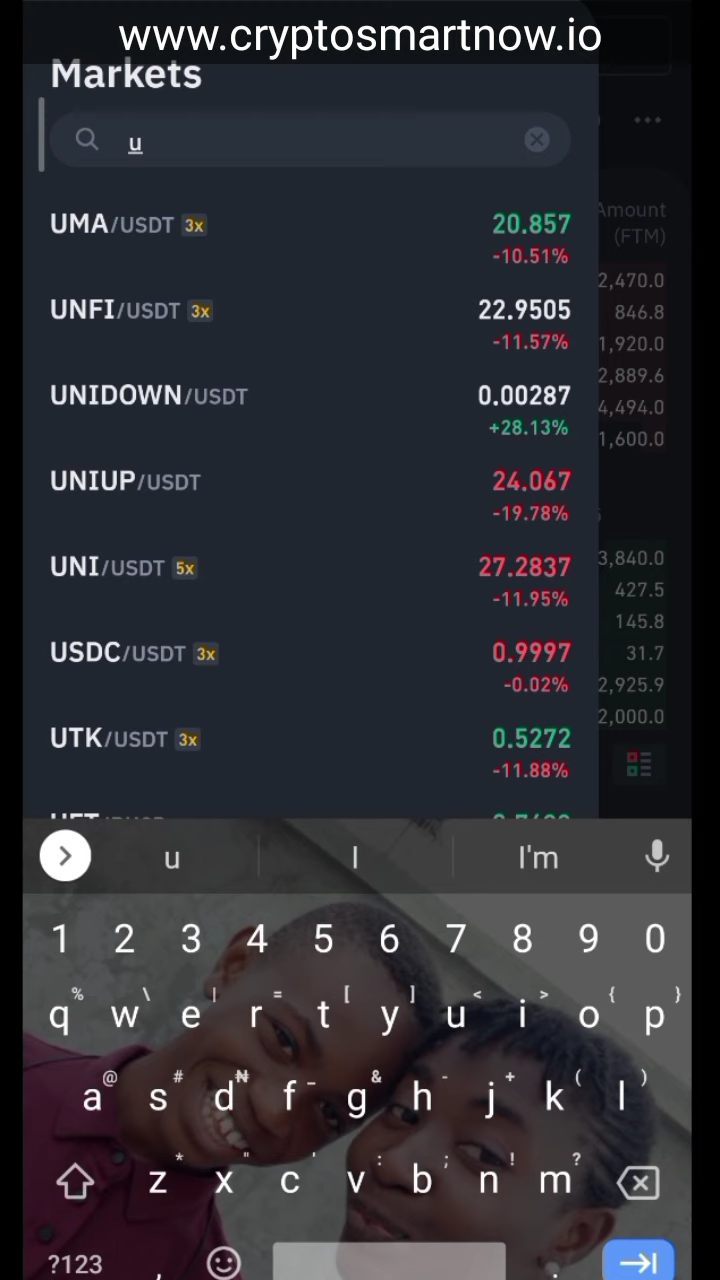 www.cryptosmartnow.io
Markets
u
Amount
(FTM)
UMA/USDT 3x 20.857
-10.51%
2,470.0
846.8
UNFI/USDT 3x 22.9505
-11.57%
1,920.0
2,889.6
UNIDOWN/USDT 0.00287
+28.13%
4,494.0
1,600.0
UNIUP/USDT 24.067
-19.78%
UNI/USDT 5x 27.2837
-11.95%
3,840.0
427.5
145.8
USDC/USDT 3x 0.9997
-0.02%
31.7
2,925.9
2,000.0
UTK/USDT 3x 0.5272
-11.88%
u I I'm
1 2 3 4 5 6 7 8 9 0
% \ | = [ ] < > { }
q w e r t y u i o p
@ # ₦ _ & - + ( )
a s d f g h j k l
* " ' : ; ! ?
z x c v b n m
?123 , .